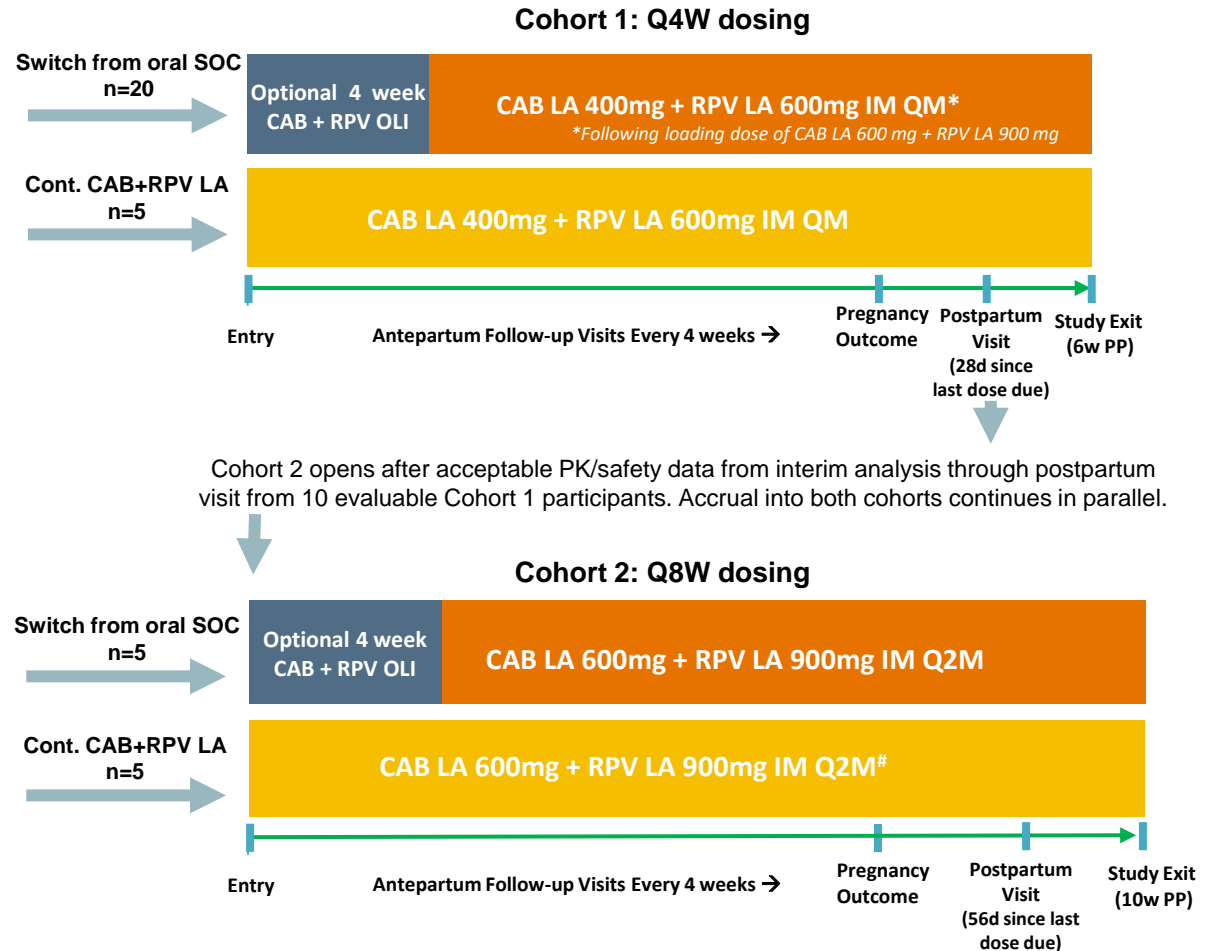 Cohort 1: Q4W dosing
Switch from oral SOC
n=20
Optional 4 week
CAB + RPV OLI
CAB LA 400mg + RPV LA 600mg IM QM*
*Following loading dose of CAB LA 600 mg + RPV LA 900 mg
Cont. CAB+RPV LA
n=5
CAB LA 400mg + RPV LA 600mg IM QM
Entry
Antepartum Follow-up Visits Every 4 weeks →
Pregnancy
Outcome
Postpartum
Visit
(28d since
last dose due)
Study Exit
(6w PP)
Cohort 2 opens after acceptable PK/safety data from interim analysis through postpartum
visit from 10 evaluable Cohort 1 participants. Accrual into both cohorts continues in parallel.
Cohort 2: Q8W dosing
Switch from oral SOC
n=5
Optional 4 week
CAB + RPV OLI
CAB LA 600mg + RPV LA 900mg IM Q2M
Cont. CAB+RPV LA
n=5
CAB LA 600mg + RPV LA 900mg IM Q2M#
Entry
Antepartum Follow-up Visits Every 4 weeks →
Pregnancy
Outcome
Postpartum
Visit
(56d since last
dose due)
Study Exit
(10w PP)